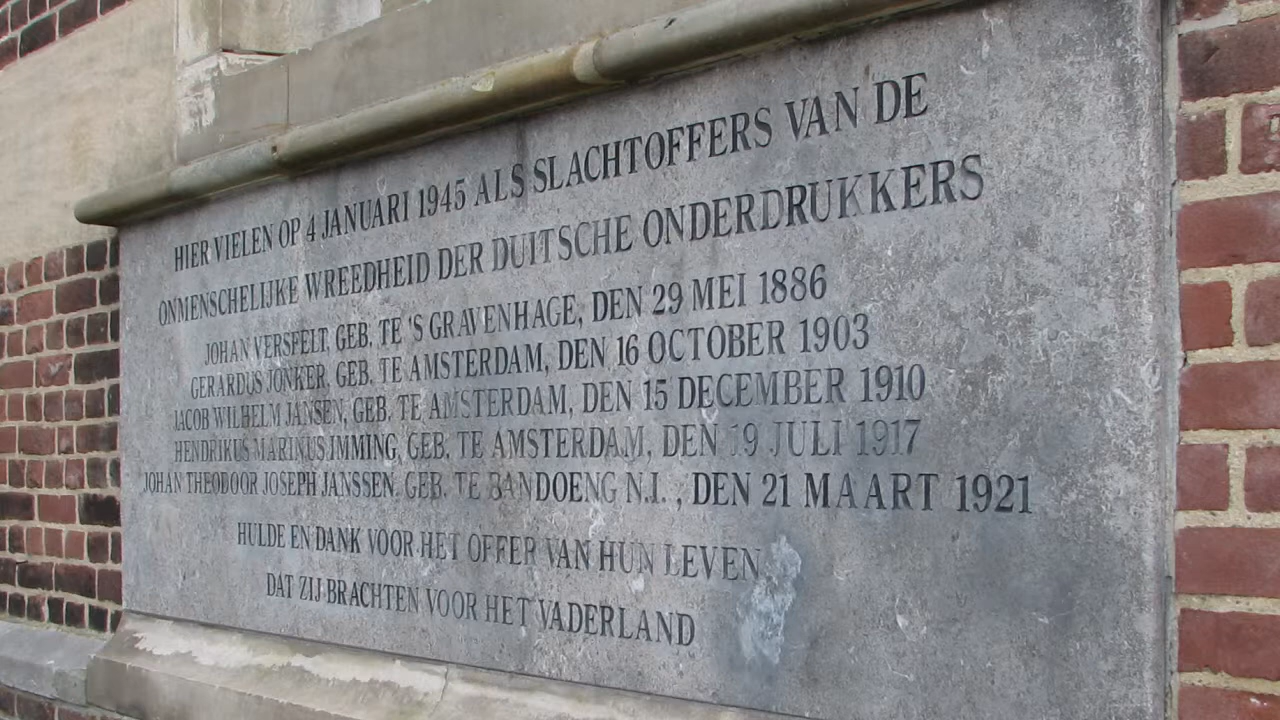 HIER VIELEN OP 4 JANUARI 1945 ALS SLACHTOFFERS VAN DE
ONMENSCHELIJKE WREEDHEID DER DUITSCHE ONDERDRUKKERS
JOHAN VERSFELT, GEB. TE 'S GRAVENHAGE, DEN 29 MEI 1886
GERARDUS JONKER, GEB. TE AMSTERDAM, DEN 16 OCTOBER 1903
JACOB WILHELM JANSEN, GEB. TE AMSTERDAM, DEN 15 DECEMBER 1910
HENDRIKUS MARINUS IMMING, GEB. TE AMSTERDAM, DEN 19 JULI 1917
JOHAN THEODOOR JOSEPH JANSSEN, GEB. TE BANDOENG N.I., DEN 21 MAART 1921
HULDE EN DANK VOOR HET OFFER VAN HUN LEVEN
DAT ZIJ BRACHTEN VOOR HET VADERLAND